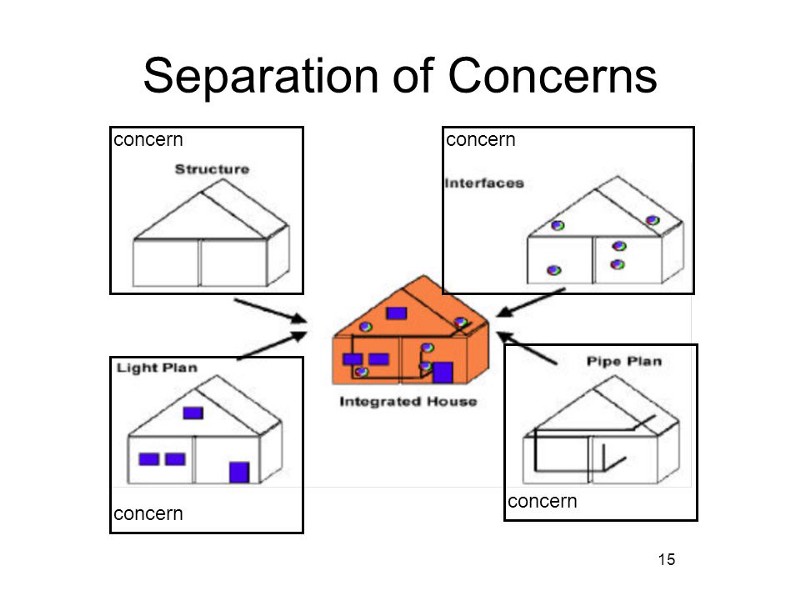 Separation of Concerns
concern
Structure
concern
Interfaces
Integrated House
Light Plan
concern
Pipe Plan
concern
15